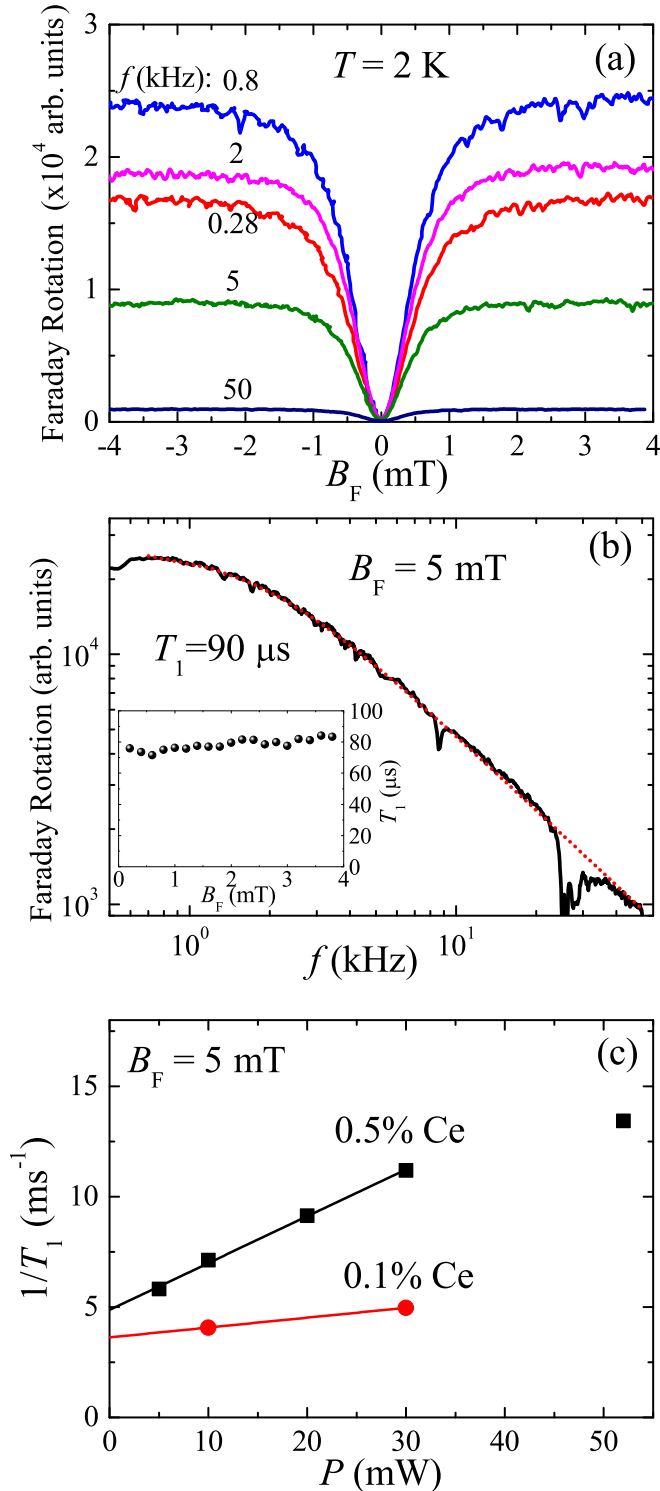 (a)
T = 2 K
f (kHz): 0.8
2
0.28
5
50
Faraday Rotation (x10⁴ arb. units)
3
2
1
0
-4 -3 -2 -1 0 1 2 3 4
B_F (mT)
(b)
B_F = 5 mT
T₁=90 μs
Faraday Rotation (arb. units)
10⁴
10³
100
80
60
40
20
0
T₁ (μs)
0 1 2 3 4
B_F (mT)
10⁰ 10¹
f (kHz)
(c)
B_F = 5 mT
0.5% Ce
0.1% Ce
1/T₁ (ms⁻¹)
15
10
5
0
0 10 20 30 40 50
P (mW)